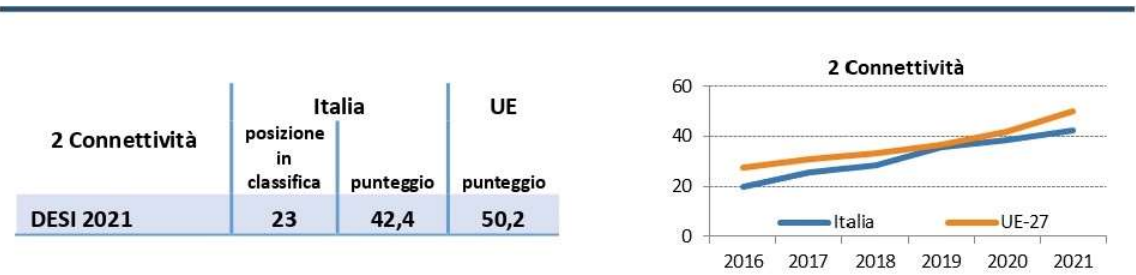 2 Connettività
Italia
UE
posizione
in
classifica
punteggio
punteggio
DESI 2021
23
42,4
50,2
2 Connettività
60
40
20
0
Italia
UE-27
2016
2017
2018
2019
2020
2021